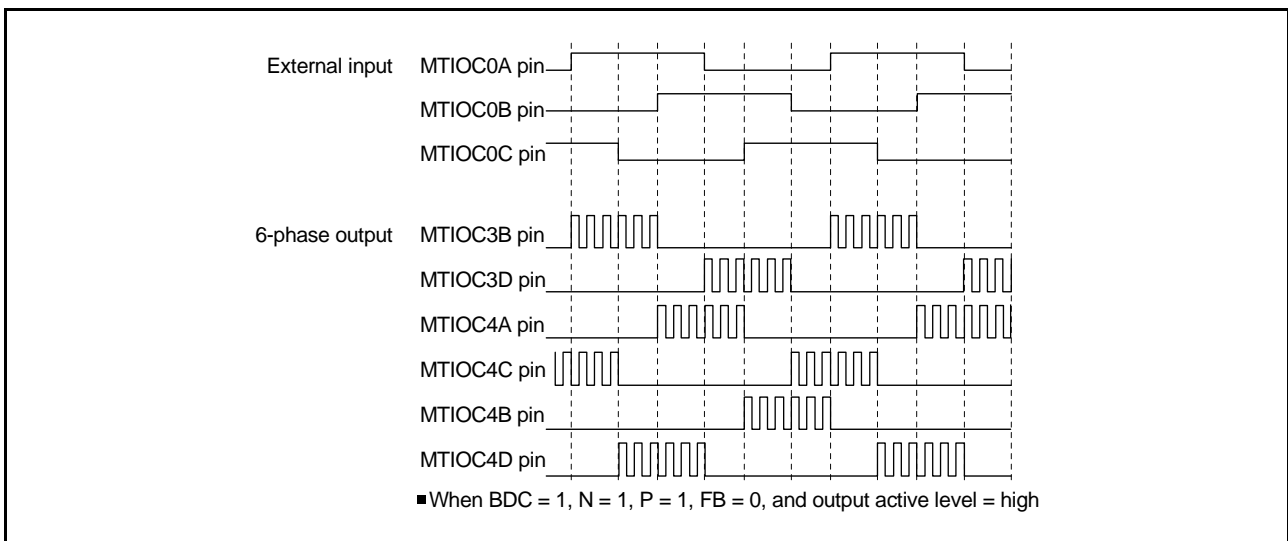 External input MTIOC0A pin
MTIOC0B pin
MTIOC0C pin
6-phase output MTIOC3B pin
MTIOC3D pin
MTIOC4A pin
MTIOC4C pin
MTIOC4B pin
MTIOC4D pin
■When BDC = 1, N = 1, P = 1, FB = 0, and output active level = high